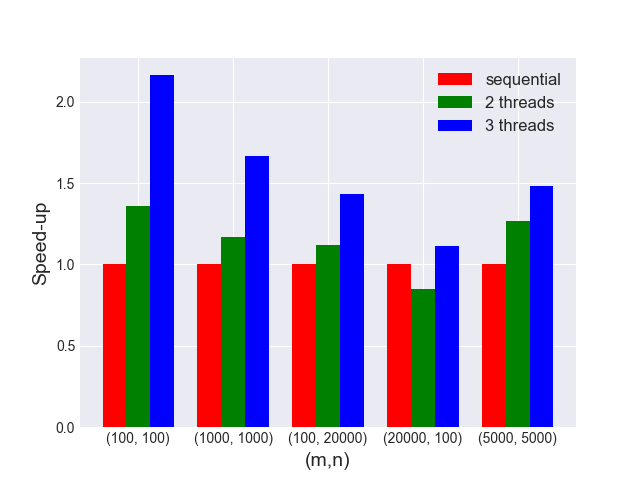 sequential
2 threads
3 threads
Speed-up
2.0
1.5
1.0
0.5
0.0
(100, 100) (1000, 1000) (100, 20000) (20000, 100) (5000, 5000)
(m,n)